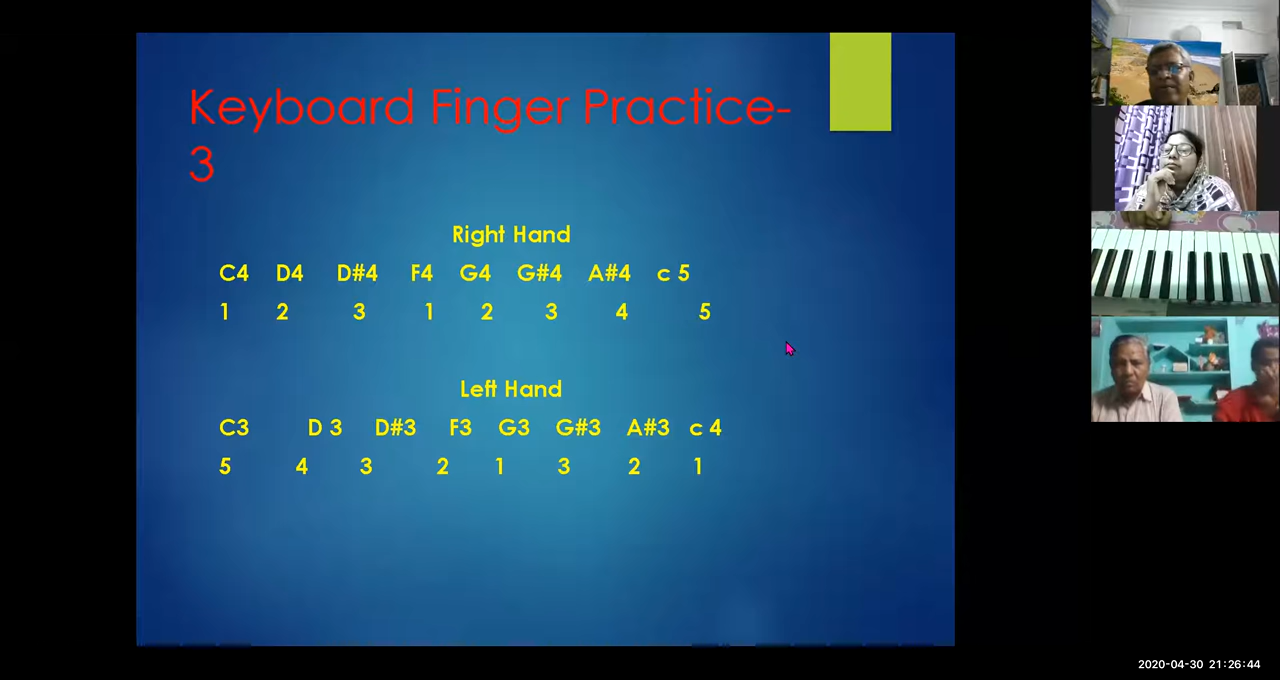 Keyboard Finger Practice-
3
Right Hand
C4 D4 D#4 F4 G4 G#4 A#4 c 5
1 2 3 1 2 3 4 5
Left Hand
C3 D 3 D#3 F3 G3 G#3 A#3 c 4
5 4 3 2 1 3 2 1
2020-04-30 21:26:44